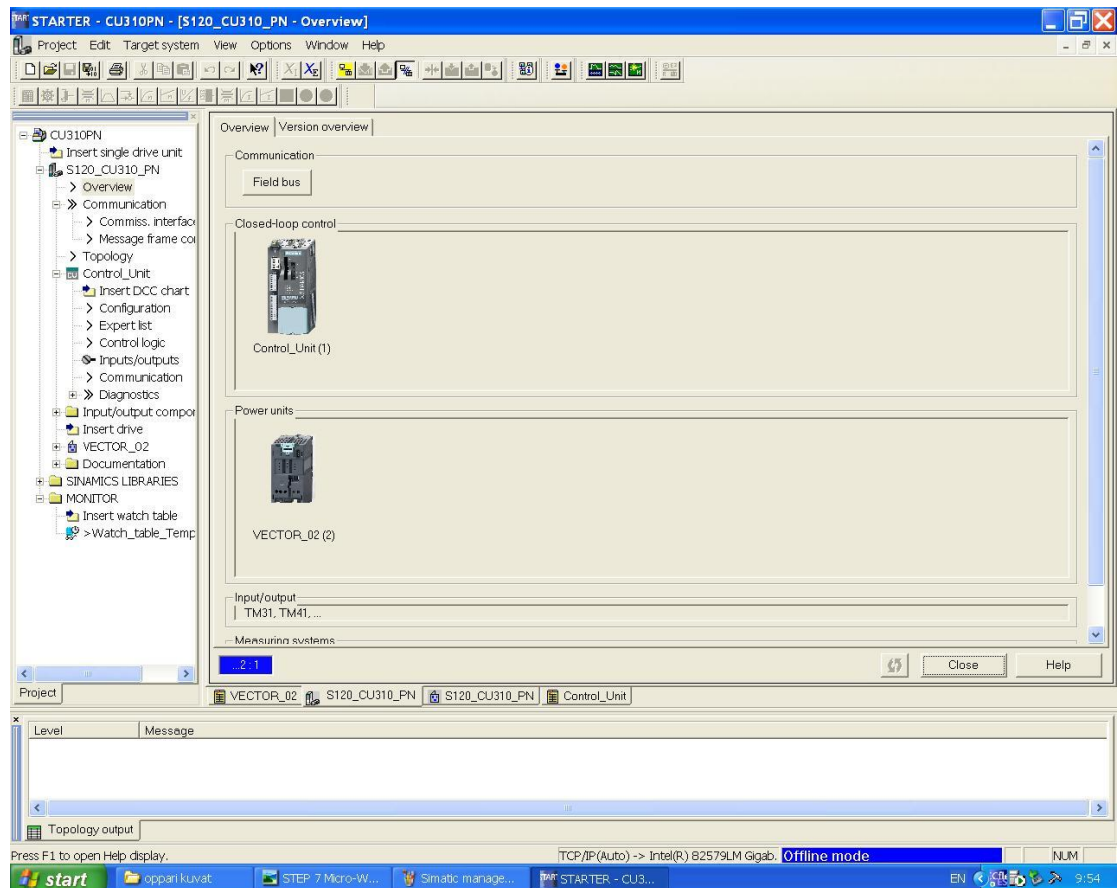 STARTER - CU310PN - [S120_CU310_PN - Overview]
Project Edit Target system View Options Window Help
CU310PN
Insert single drive unit
S120_CU310_PN
Overview
Communication
Commiss. interface
Message frame co
Topology
Control_Unit
Insert DCC chart
Configuration
Expert list
Control logic
Inputs/outputs
Communication
Diagnostics
Input/output compor
Insert drive
VECTOR_02
Documentation
SINAMICS LIBRARIES
MONITOR
Insert watch table
>Watch_table_Temp
Project
Overview Version overview
Communication
Field bus
Closed-loop control
Control_Unit (1)
Power units
VECTOR_02 (2)
Input/output
TM31, TM41, ...
Measuring systems
...2 : 1
Close Help
VECTOR_02 S120_CU310_PN S120_CU310_PN Control_Unit
Level Message
Topology output
Press F1 to open Help display.
TCP/IP(Auto) -> Intel(R) 82579LM Gigab. Offline mode NUM
start oppari kuvat STEP 7 Micro-W... Simatic manage... STARTER - CU3... EN 9:54